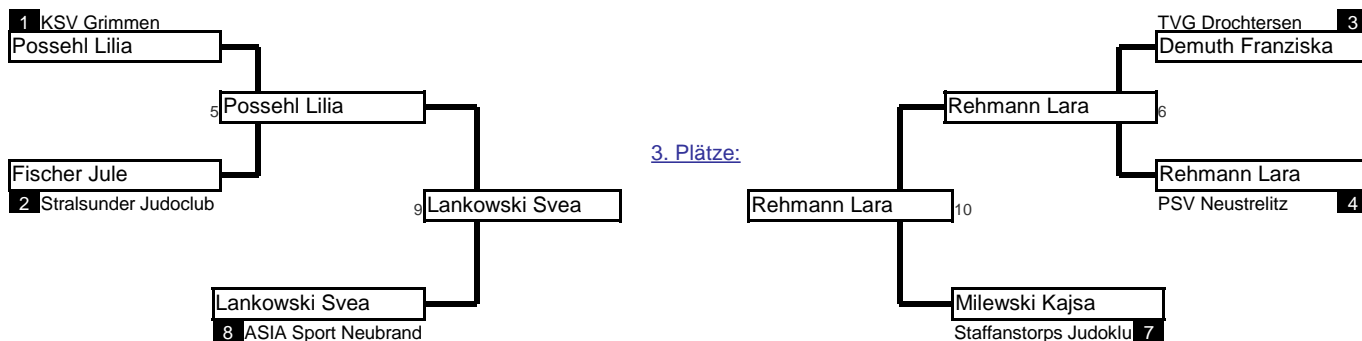 1 KSV Grimmen
Possehl Lilia
5 Possehl Lilia
Fischer Jule
2 Stralsunder Judoclub
9 Lankowski Svea
Lankowski Svea
8 ASIA Sport Neubrand
3. Plätze:
TVG Drochtersen 3
Demuth Franziska
Rehmann Lara 6
Rehmann Lara
PSV Neustrelitz 4
Rehmann Lara 10
Milewski Kajsa
Staffanstorps Judoklu 7